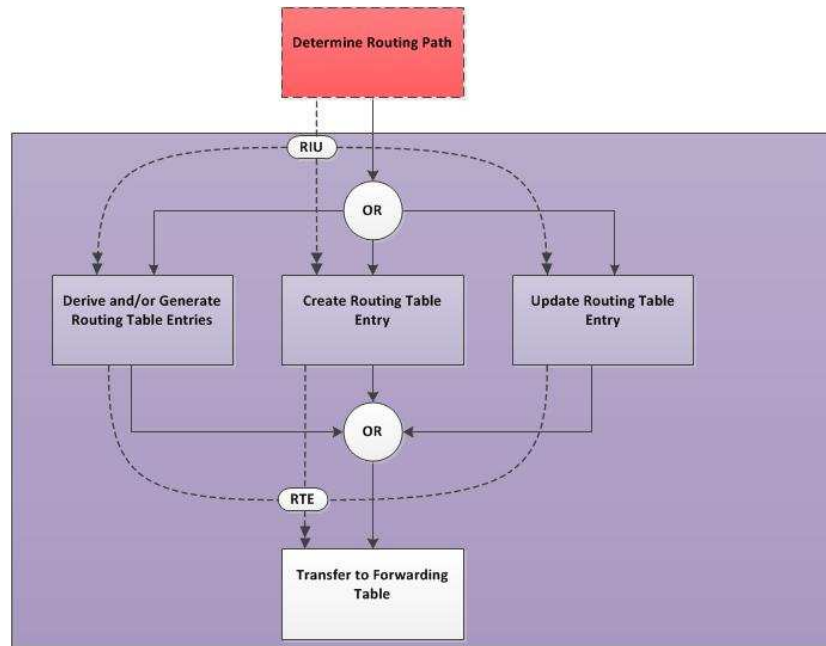 Determine Routing Path
RIU
OR
Derive and/or Generate
Routing Table Entries
Create Routing Table
Entry
Update Routing Table
Entry
OR
RTE
Transfer to Forwarding
Table